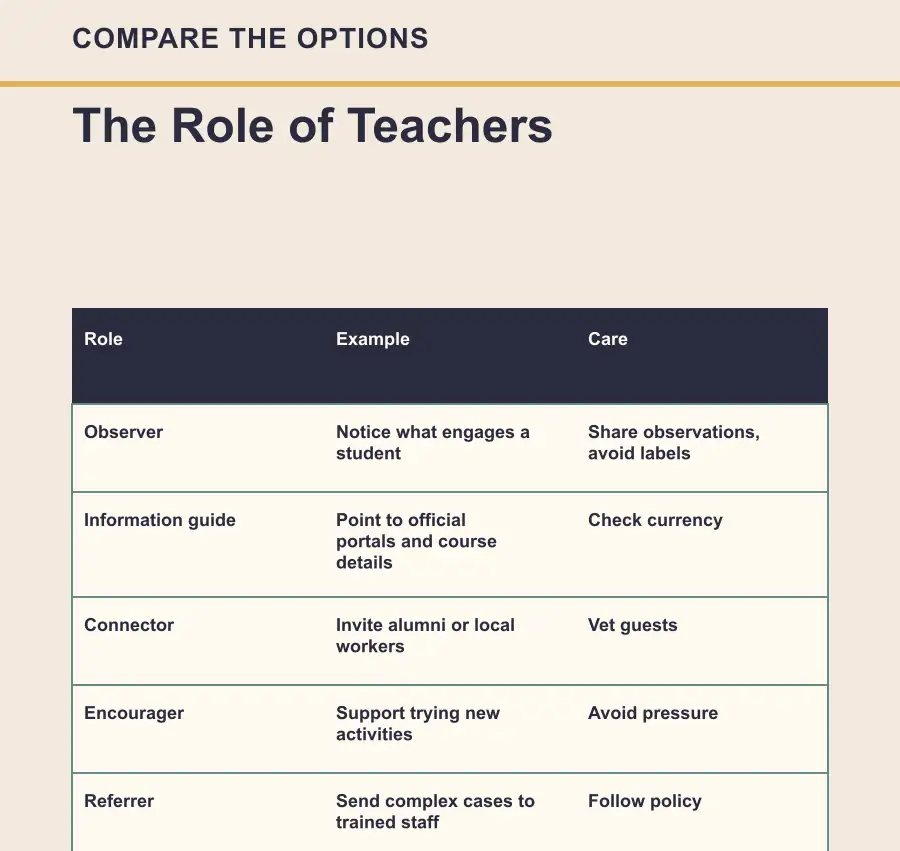 COMPARE THE OPTIONS
The Role of Teachers
Role Example Care
Observer Notice what engages a Share observations,
student avoid labels
Information guide Point to official Check currency
portals and course
details
Connector Invite alumni or local Vet guests
workers
Encourager Support trying new Avoid pressure
activities
Referrer Send complex cases to Follow policy
trained staff